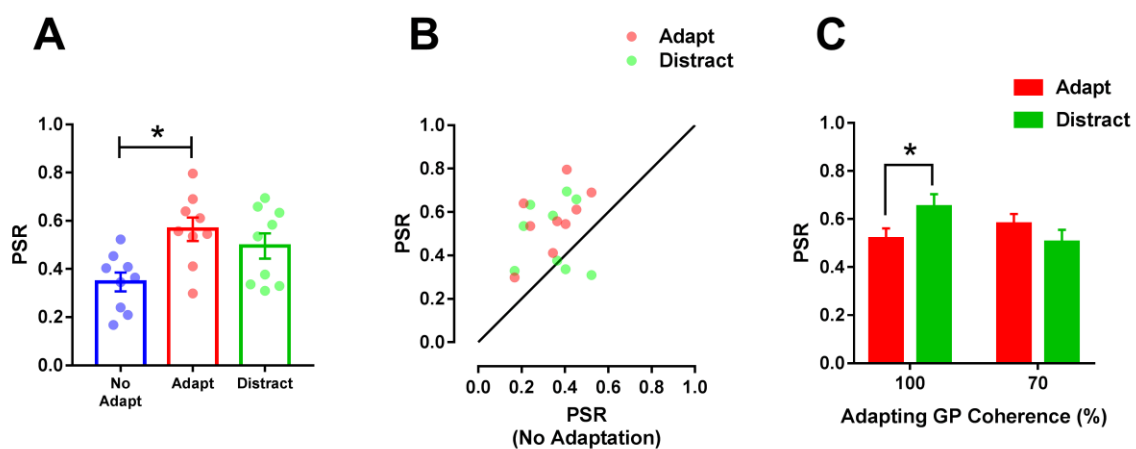 A
PSR
1.0
0.8
0.6
0.4
0.2
0.0
*
No
Adapt
Adapt
Distract
B
Adapt
Distract
PSR
1.0
0.8
0.6
0.4
0.2
0.0
0.0 0.2 0.4 0.6 0.8 1.0
PSR
(No Adaptation)
C
Adapt
Distract
PSR
1.0
0.8
0.6
0.4
0.2
0.0
*
100 70
Adapting GP Coherence (%)